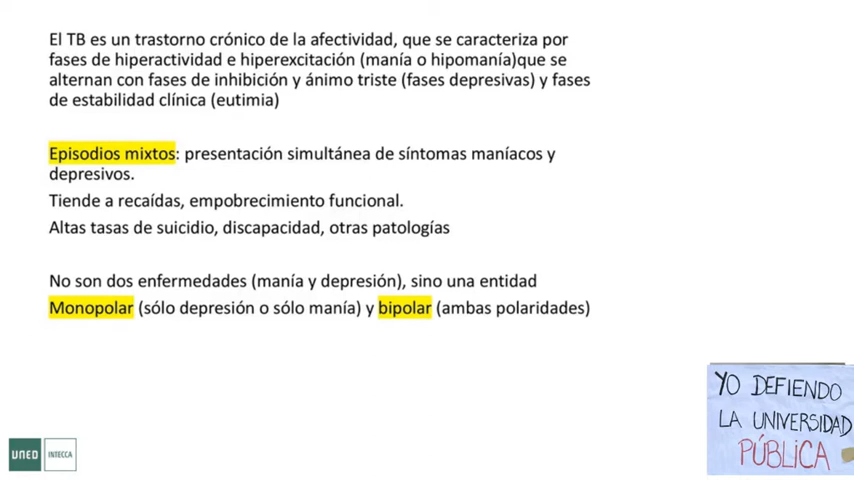 El TB es un trastorno crónico de la afectividad, que se caracteriza por
fases de hiperactividad e hiperexcitación (manía o hipomanía)que se
alternan con fases de inhibición y ánimo triste (fases depresivas) y fases
de estabilidad clínica (eutimia)
Episodios mixtos: presentación simultánea de síntomas maníacos y
depresivos.
Tiende a recaídas, empobrecimiento funcional.
Altas tasas de suicidio, discapacidad, otras patologías
No son dos enfermedades (manía y depresión), sino una entidad
Monopolar (sólo depresión o sólo manía) y bipolar (ambas polaridades)
YO DEFIENDO
LA UNIVERSIDAD
PÚBLICA
UNED INTECCA